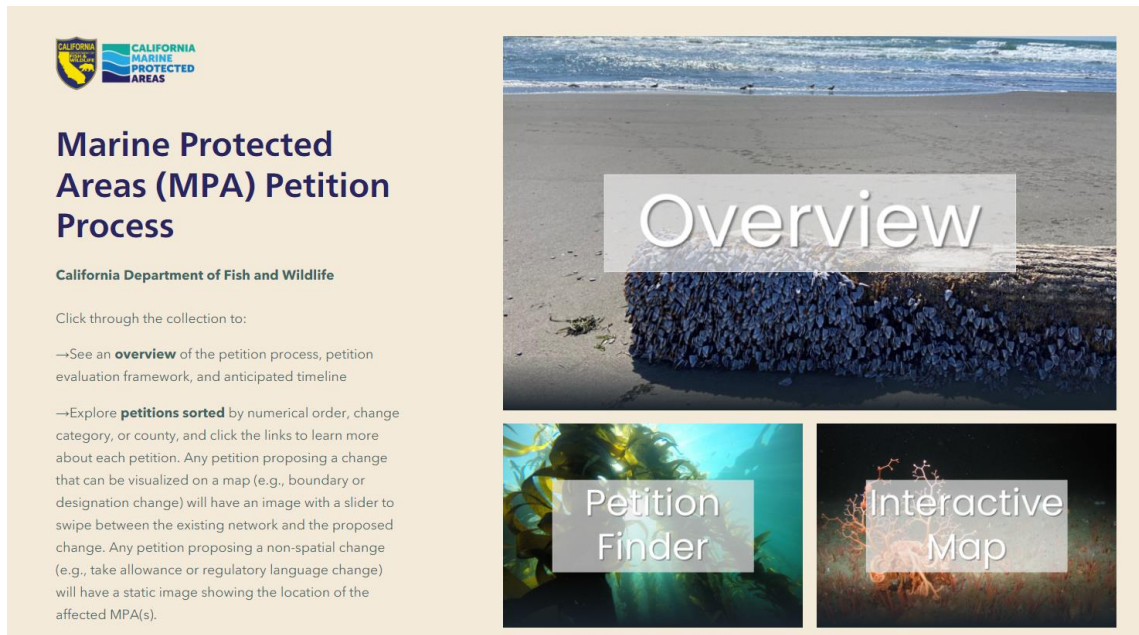 CALIFORNIA
FISH &
WILDLIFE
CALIFORNIA
MARINE
PROTECTED
AREAS
Marine Protected
Areas (MPA) Petition
Process
California Department of Fish and Wildlife
Click through the collection to:
→See an overview of the petition process, petition
evaluation framework, and anticipated timeline
→Explore petitions sorted by numerical order, change
category, or county, and click the links to learn more
about each petition. Any petition proposing a change
that can be visualized on a map (e.g., boundary or
designation change) will have an image with a slider to
swipe between the existing network and the proposed
change. Any petition proposing a non-spatial change
(e.g., take allowance or regulatory language change)
will have a static image showing the location of the
affected MPA(s).
Overview
Petition
Finder
Interactive
Map